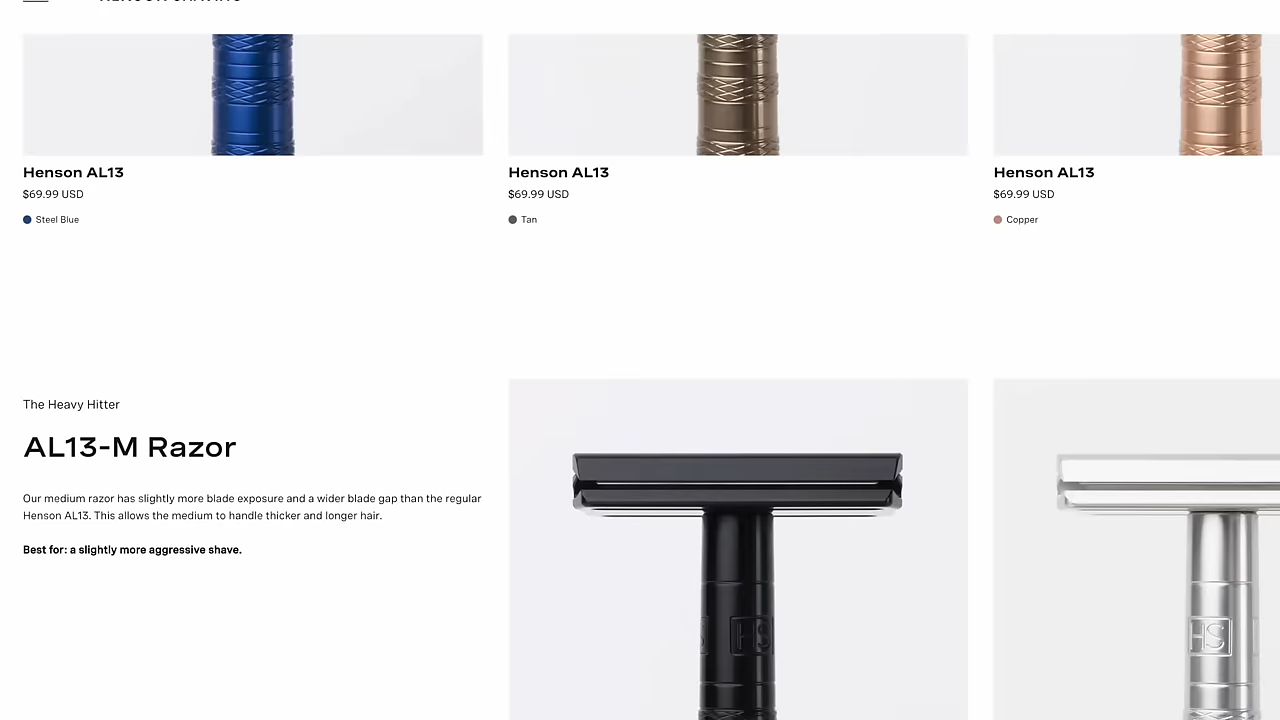 Henson AL13
$69.99 USD
Steel Blue
Henson AL13
$69.99 USD
Tan
Henson AL13
$69.99 USD
Copper
The Heavy Hitter
AL13-M Razor
Our medium razor has slightly more blade exposure and a wider blade gap than the regular
Henson AL13. This allows the medium to handle thicker and longer hair.
Best for: a slightly more aggressive shave.
HS
HS